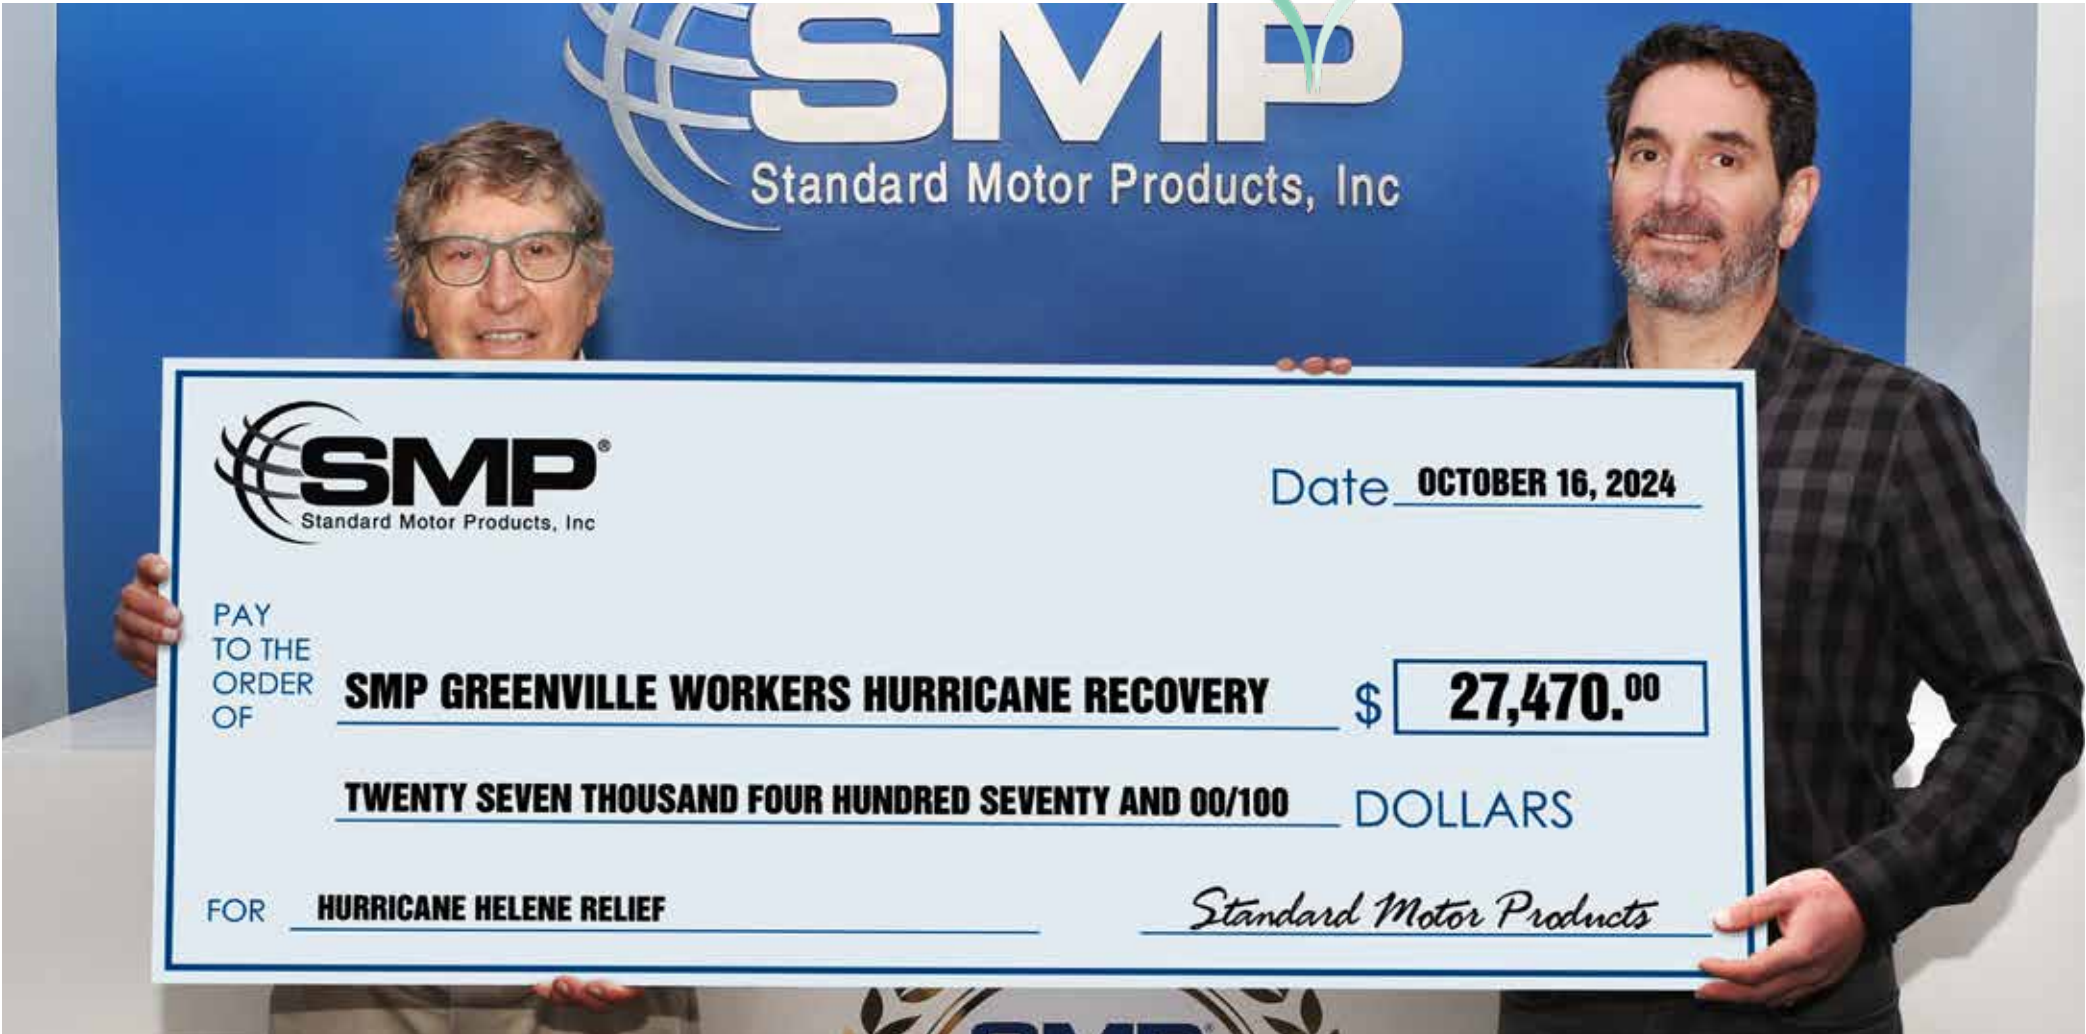 SMP
Standard Motor Products, Inc
SMP®
Standard Motor Products, Inc
Date OCTOBER 16, 2024
PAY
TO THE
ORDER
OF
SMP GREENVILLE WORKERS HURRICANE RECOVERY $ 27,470.00
TWENTY SEVEN THOUSAND FOUR HUNDRED SEVENTY AND 00/100 DOLLARS
FOR HURRICANE HELENE RELIEF
Standard Motor Products
SMP